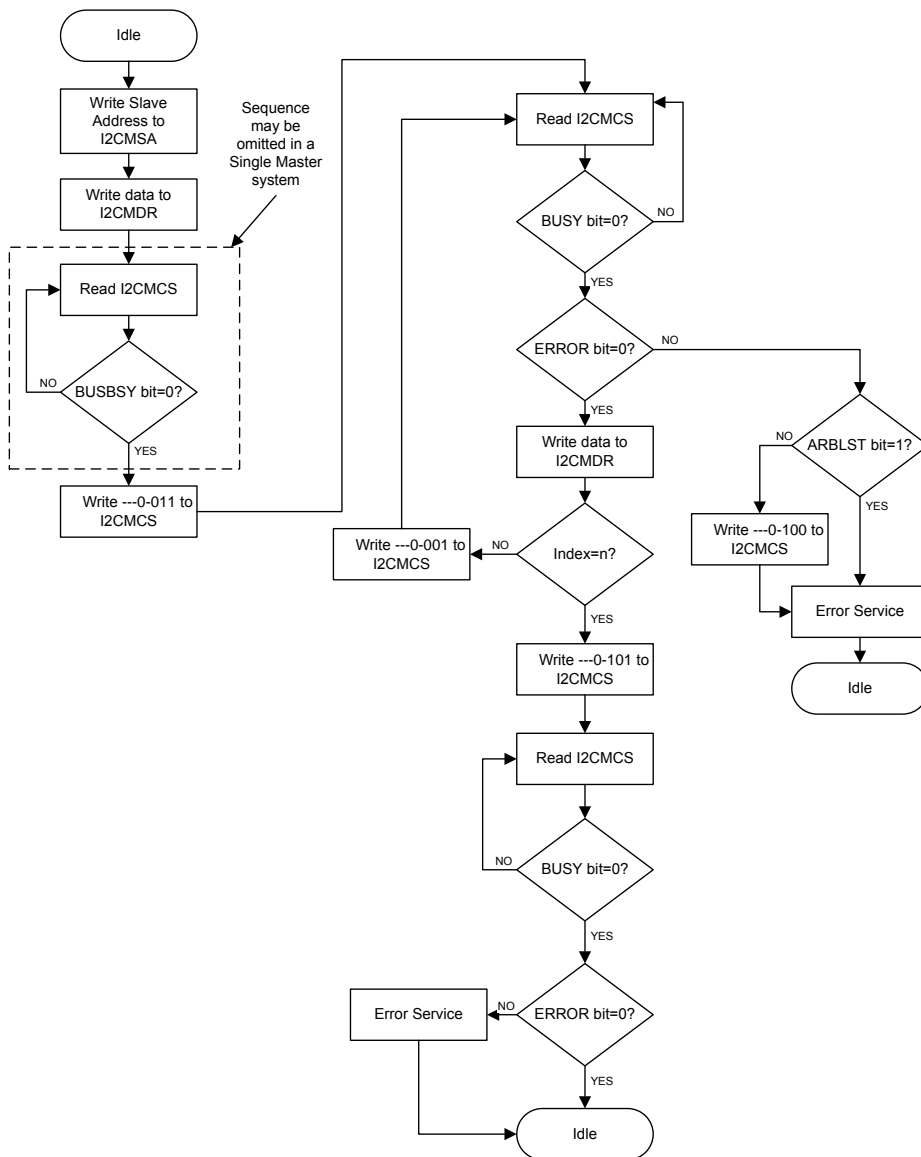 Idle
Write Slave
Address to
I2CMSA
Write data to
I2CMDR
Sequence
may be
omitted in a
Single Master
system
Read I2CMCS
BUSBSY bit=0?
NO
YES
Write ---0-011 to
I2CMCS
Read I2CMCS
BUSY bit=0?
NO
YES
ERROR bit=0?
NO
YES
Write data to
I2CMDR
Index=n?
NO
Write ---0-001 to
I2CMCS
YES
Write ---0-101 to
I2CMCS
Read I2CMCS
BUSY bit=0?
NO
YES
ERROR bit=0?
NO
Error Service
YES
Idle
ARBLST bit=1?
NO
YES
Write ---0-100 to
I2CMCS
Error Service
Idle